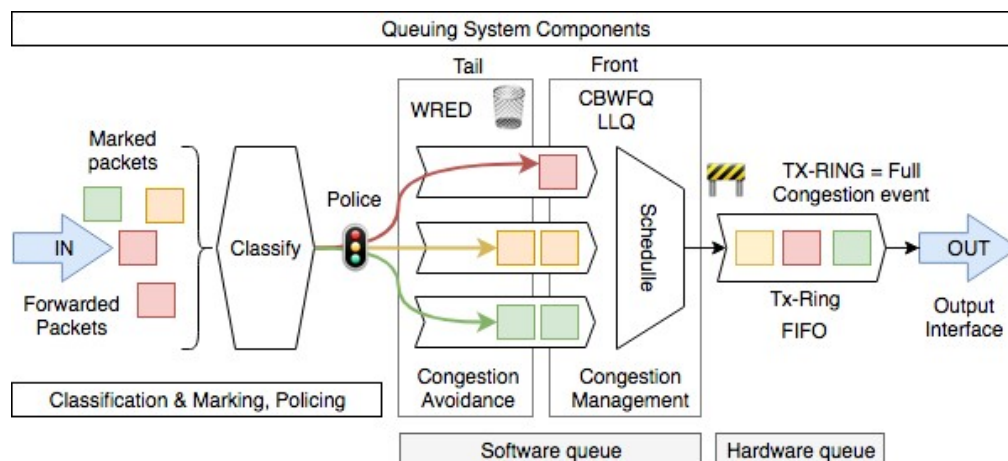 Queuing System Components
Tail
Front
WRED
CBWFQ
LLQ
Marked
packets
Police
TX-RING = Full
Congestion event
IN
Classify
Schedulle
OUT
Forwarded
Packets
Tx-Ring
FIFO
Output
Interface
Classification & Marking, Policing
Congestion
Avoidance
Congestion
Management
Software queue
Hardware queue